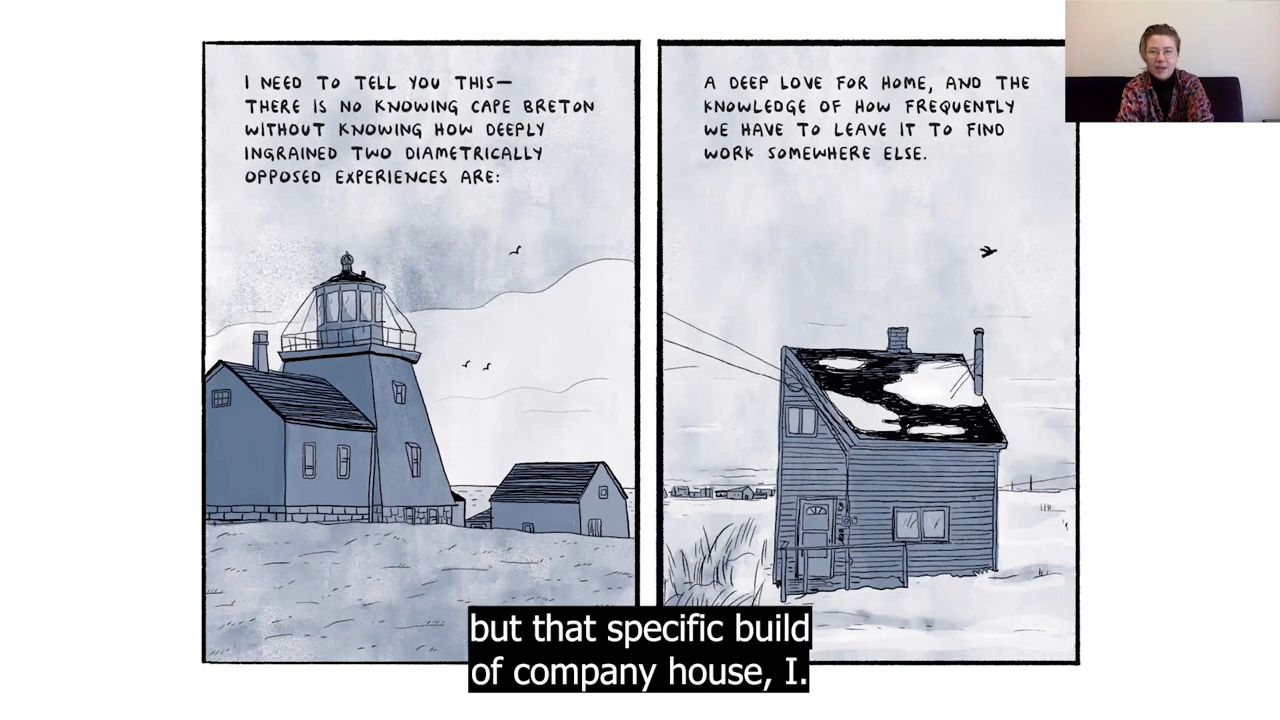 I NEED TO TELL YOU THIS—
THERE IS NO KNOWING CAPE BRETON
WITHOUT KNOWING HOW DEEPLY
INGRAINED TWO DIAMETRICALLY
OPPOSED EXPERIENCES ARE:
A DEEP LOVE FOR HOME, AND THE
KNOWLEDGE OF HOW FREQUENTLY
WE HAVE TO LEAVE IT TO FIND
WORK SOMEWHERE ELSE.
but that specific build
of company house, I.